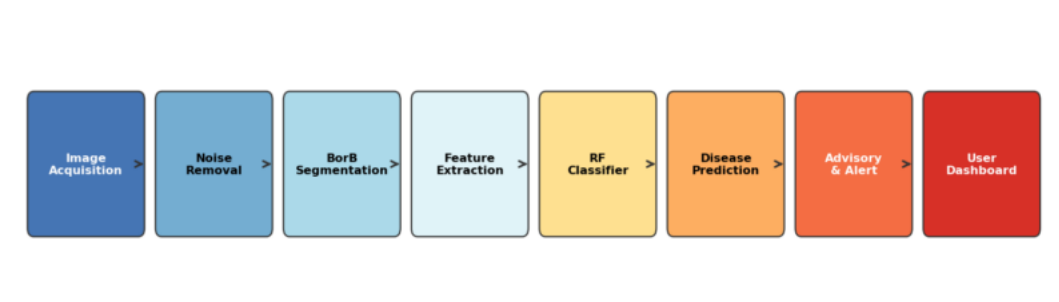 Image
Acquisition
Noise
Removal
BorB
Segmentation
Feature
Extraction
RF
Classifier
Disease
Prediction
Advisory
& Alert
User
Dashboard